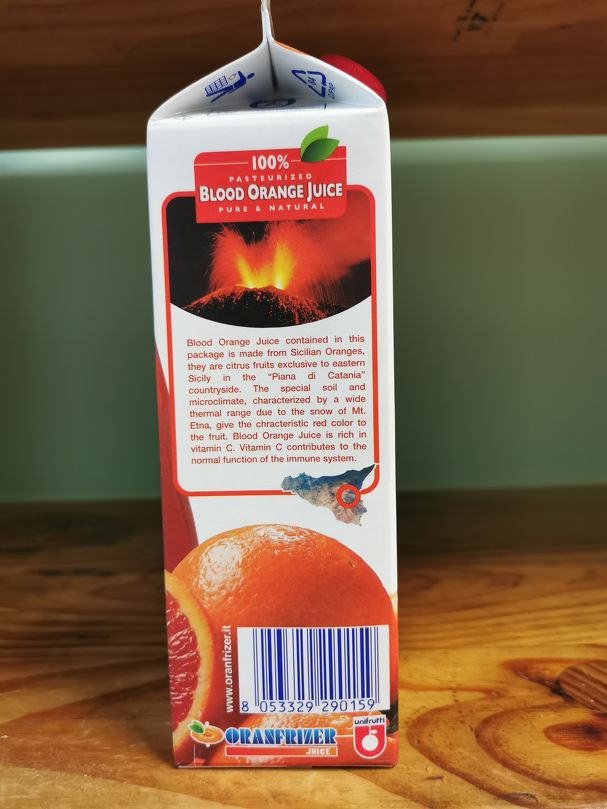 84
C/PAP
100%
PASTEURIZED
BLOOD ORANGE JUICE
PURE & NATURAL
Blood Orange Juice contained in this
package is made from Sicilian Oranges,
they are citrus fruits exclusive to eastern
Sicily in the "Piana di Catania"
countryside. The special soil and
microclimate, characterized by a wide
thermal range due to the snow of Mt.
Etna, give the chracteristic red color to
the fruit. Blood Orange Juice is rich in
vitamin C. Vitamin C contributes to the
normal function of the immune system.
www.oranfrizer.it
8 053329 290159
unifrutti
ORANFRIZER
JUICE